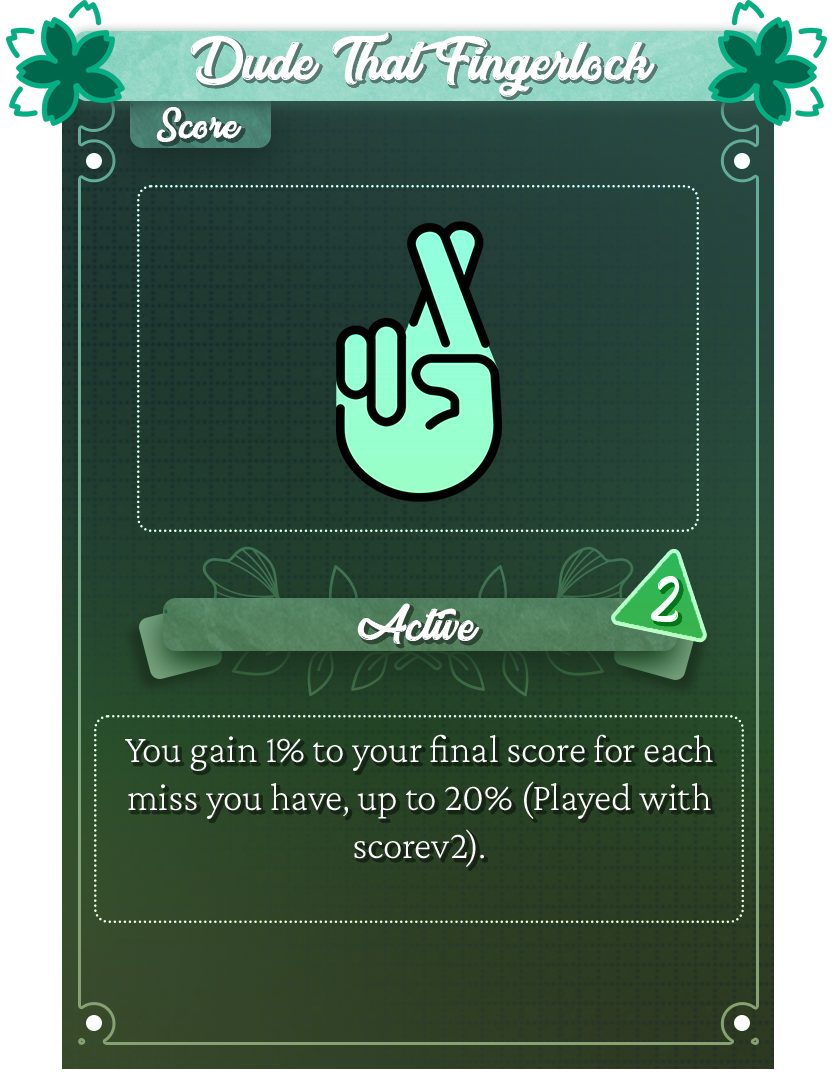 Dude That Fingerlock
Score
Active
2
You gain 1% to your final score for each
miss you have, up to 20% (Played with
scorev2).